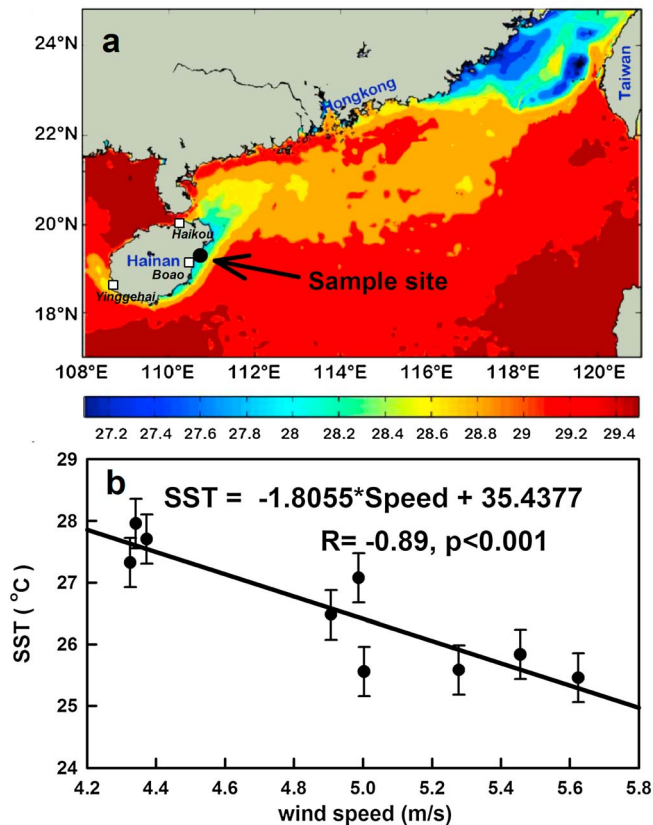 a
24°N
22°N
20°N
18°N
Hongkong
Taiwan
Haikou
Hainan
Boao
Yinggehai
Sample site
108°E 110°E 112°E 114°E 116°E 118°E 120°E
27.2 27.4 27.6 27.8 28 28.2 28.4 28.6 28.8 29 29.2 29.4
b
SST = -1.8055*Speed + 35.4377
R= -0.89, p<0.001
SST ( °C)
29
28
27
26
25
24
4.2 4.4 4.6 4.8 5.0 5.2 5.4 5.6 5.8
wind speed (m/s)